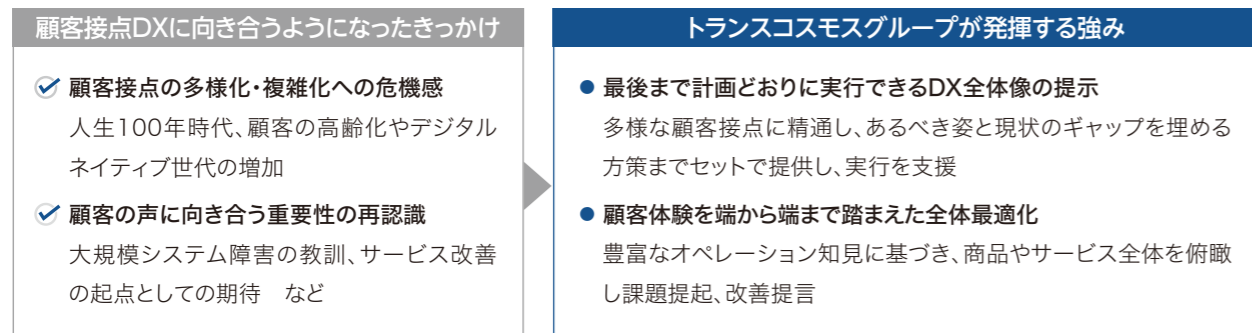 顧客接点DXに向き合うようになったきっかけ
顧客接点の多様化・複雑化への危機感
人生100年時代、顧客の高齢化やデジタル
ネイティブ世代の増加
顧客の声に向き合う重要性の再認識
大規模システム障害の教訓、サービス改善
の起点としての期待　など
トランスコスモスグループが発揮する強み
● 最後まで計画どおりに実行できるDX全体像の提示
多様な顧客接点に精通し、あるべき姿と現状のギャップを埋める
方策までセットで提供し、実行を支援
● 顧客体験を端から端まで踏まえた全体最適化
豊富なオペレーション知見に基づき、商品やサービス全体を俯瞰
し課題提起、改善提言